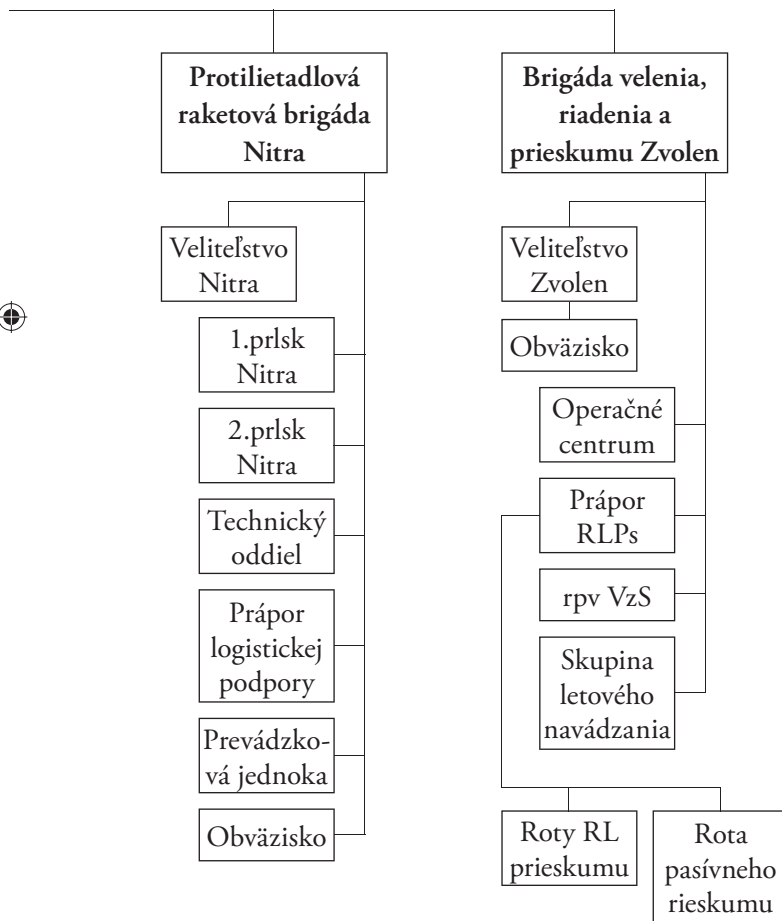 Protilietadlová
raketová brigáda
Nitra
Veliteľstvo
Nitra
1.prlsk
Nitra
2.prlsk
Nitra
Technický
oddiel
Prápor
logistickej
podpory
Prevádzko-
vá jednoka
Obväzisko
Brigáda velenia,
riadenia a
prieskumu Zvolen
Veliteľstvo
Zvolen
Obväzisko
Operačné
centrum
Prápor
RLPs
rpv VzS
Skupina
letového
navádzania
Roty RL
prieskumu
Rota
pasívneho
rieskumu